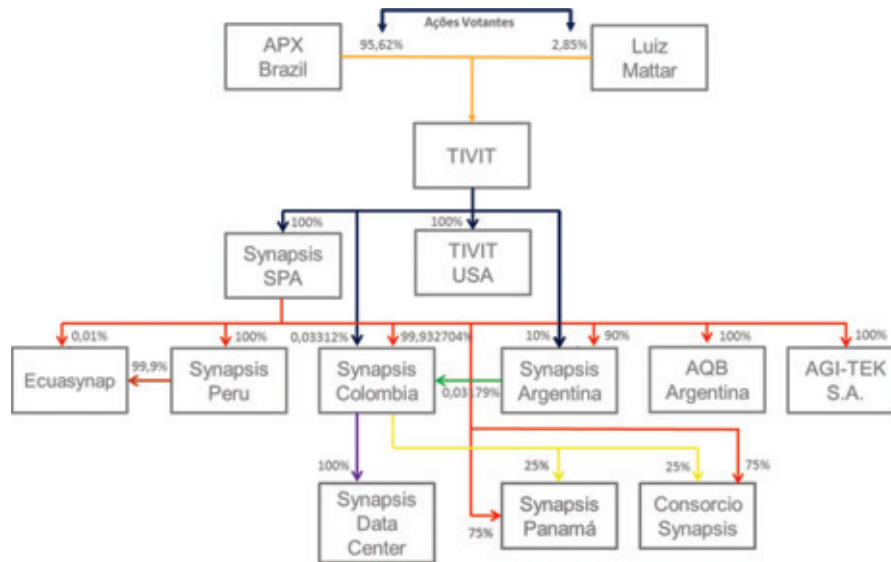 Ações Votantes
APX
Brazil
95,62%
2,85%
Luiz
Mattar
TIVIT
100%
100%
Synapsis
SPA
TIVIT
USA
0,01%
100%
0,03312%
99,932704%
10%
90%
100%
100%
Ecuasynap
99,9%
Synapsis
Peru
Synapsis
Colombia
0,03179%
Synapsis
Argentina
AQB
Argentina
AGI-TEK
S.A.
100%
25%
25%
75%
Synapsis
Data
Center
75%
Synapsis
Panamá
Consorcio
Synapsis